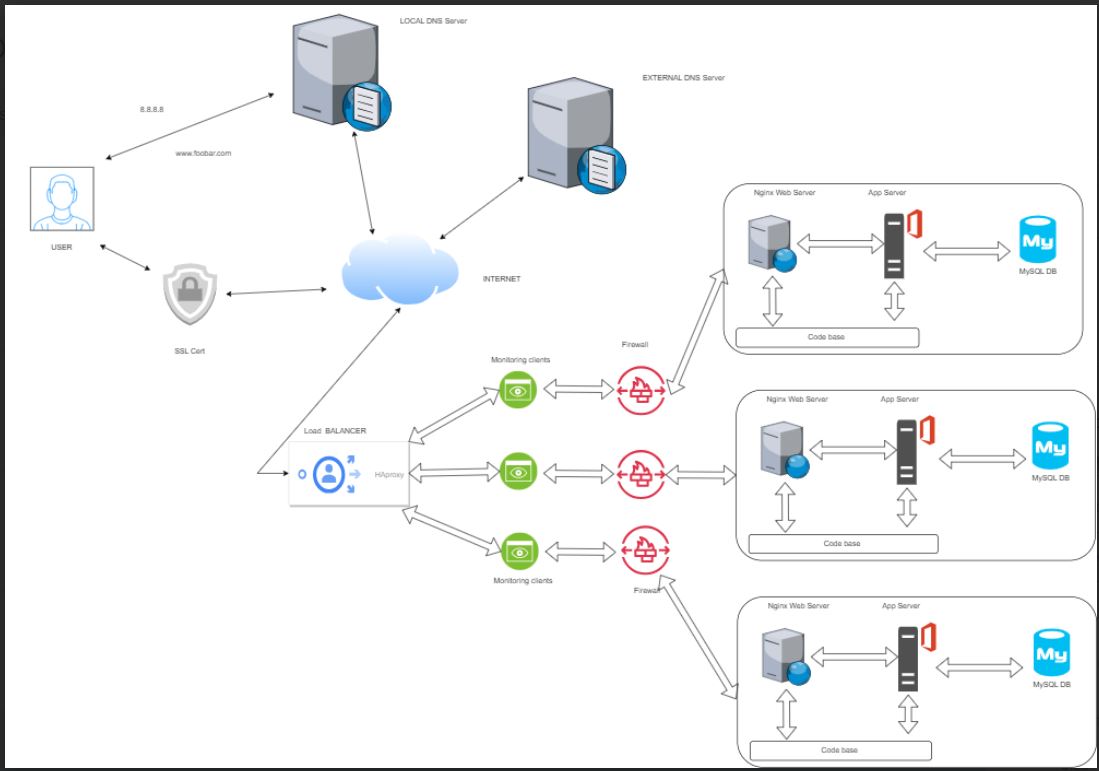 LOCAL DNS Server
EXTERNAL DNS Server
8.8.8.8
www.foobar.com
USER
INTERNET
SSL Cert
Nginx Web Server
App Server
My
MySQL DB
Code base
Firewall
Monitoring clients
Load BALANCER
HAproxy
Nginx Web Server
App Server
My
MySQL DB
Code base
Monitoring clients
Firewall
Nginx Web Server
App Server
My
MySQL DB
Code base